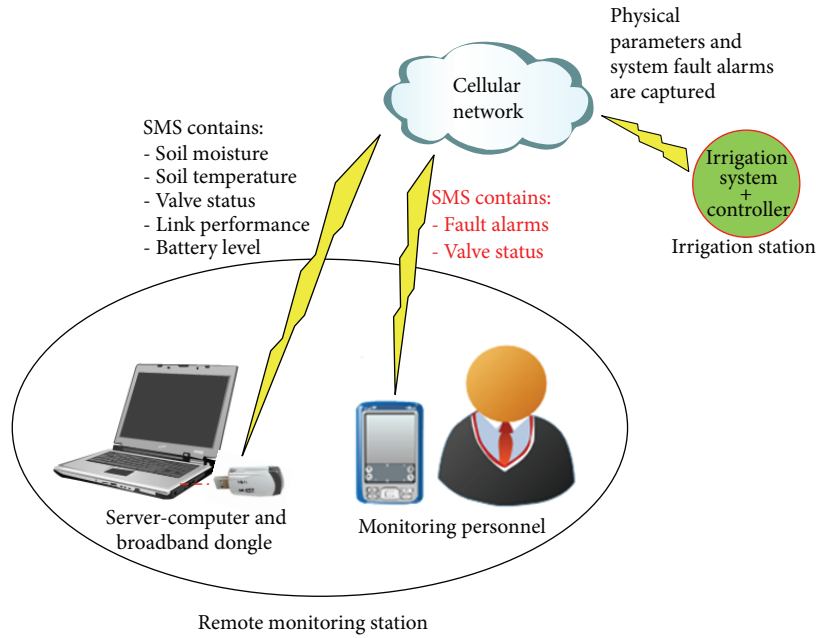 Physical
parameters and
system fault alarms
are captured
Cellular
network
SMS contains:
- Soil moisture
- Soil temperature
- Valve status
- Link performance
- Battery level
SMS contains:
- Fault alarms
- Valve status
Irrigation
system
+
controller
Irrigation station
Server-computer and
broadband dongle
Monitoring personnel
Remote monitoring station